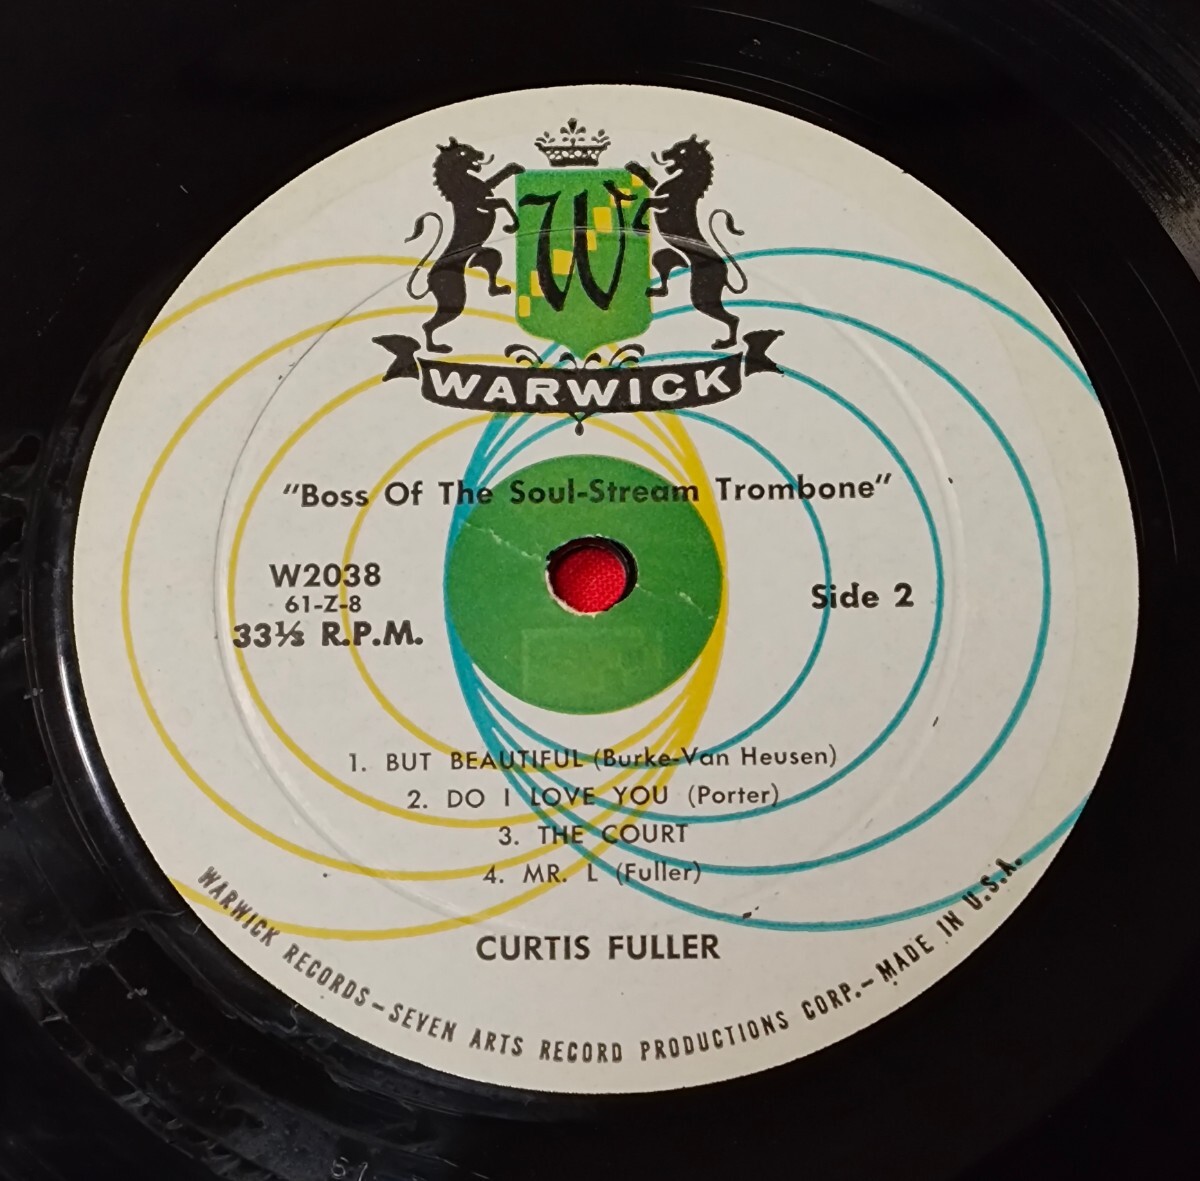 W
WARWICK
"Boss Of The Soul-Stream Trombone"
W2038
61-Z-8
33⅓ R.P.M.
Side 2
1. BUT BEAUTIFUL (Burke-Van Heusen)
2. DO I LOVE YOU (Porter)
3. THE COURT
4. MR. L (Fuller)
CURTIS FULLER
WARWICK RECORDS—SEVEN ARTS RECORD PRODUCTIONS CORP.—MADE IN U.S.A.